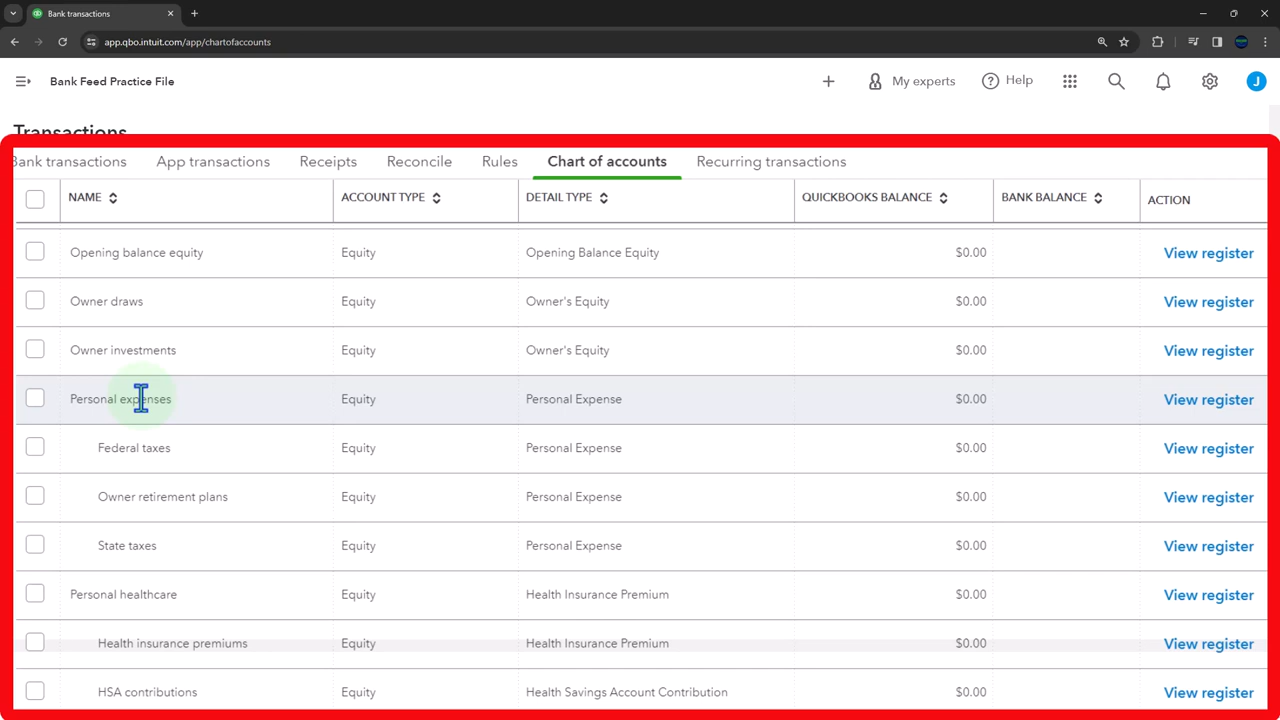 Bank transactions
app.qbo.intuit.com/app/chartofaccounts
Bank Feed Practice File
My experts
Help
J
Transactions
Bank transactions App transactions Receipts Reconcile Rules Chart of accounts Recurring transactions
NAME ACCOUNT TYPE DETAIL TYPE QUICKBOOKS BALANCE BANK BALANCE ACTION
Opening balance equity Equity Opening Balance Equity $0.00 View register
Owner draws Equity Owner's Equity $0.00 View register
Owner investments Equity Owner's Equity $0.00 View register
Personal expenses Equity Personal Expense $0.00 View register
Federal taxes Equity Personal Expense $0.00 View register
Owner retirement plans Equity Personal Expense $0.00 View register
State taxes Equity Personal Expense $0.00 View register
Personal healthcare Equity Health Insurance Premium $0.00 View register
Health insurance premiums Equity Health Insurance Premium $0.00 View register
HSA contributions Equity Health Savings Account Contribution $0.00 View register